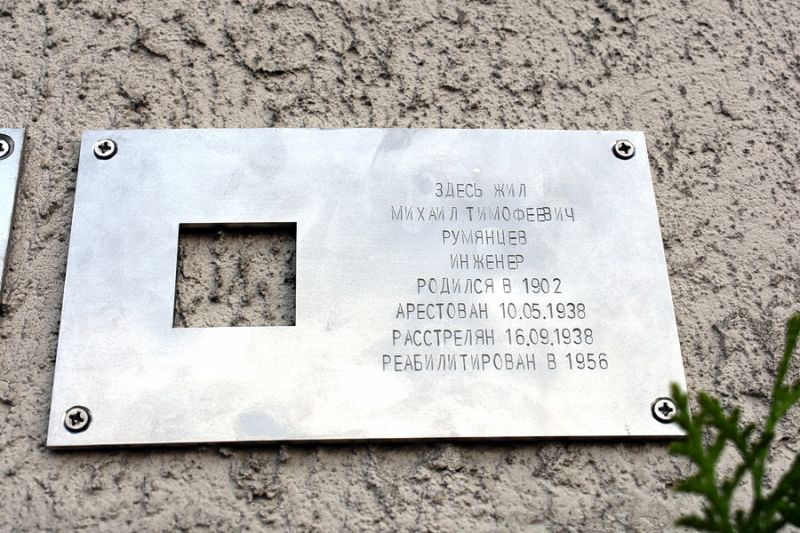 ЗДЕСЬ ЖИЛ
МИХАИЛ ТИМОФЕЕВИЧ
РУМЯНЦЕВ
ИНЖЕНЕР
РОДИЛСЯ В 1902
АРЕСТОВАН 10.05.1938
РАССТРЕЛЯН 16.09.1938
РЕАБИЛИТИРОВАН В 1956